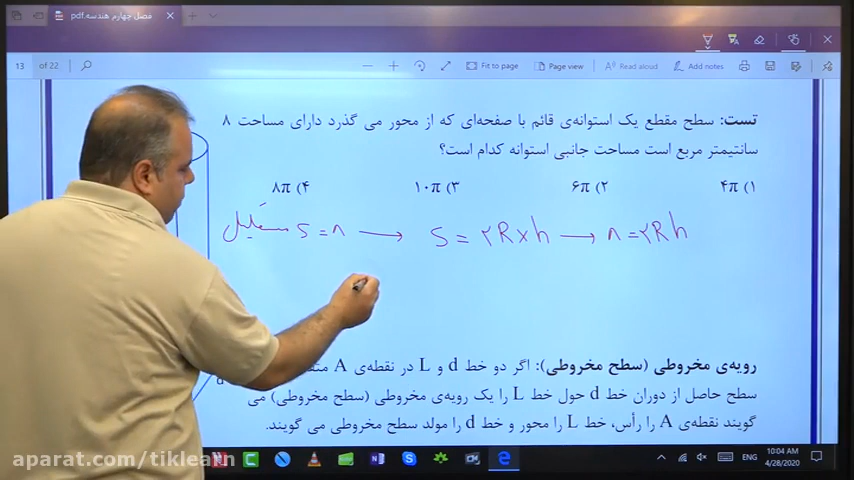 فصل چهارم هندسه.pdf
13 of 22
Fit to page
Page view
Read aloud
Add notes
تست: سطح مقطع یک استوانه‌ی قائم با صفحه‌ای که از محور می گذرد دارای مساحت ۸
سانتیمتر مربع است مساحت جانبی استوانه کدام است؟
۱) ۴π ۲) ۶π ۳) ۱۰π ۴) ۸π
S = ۸ → S = ۲R×h → ۸ = ۲Rh
رویه‌ی مخروطی (سطح مخروطی): اگر دو خط d و L در نقطه‌ی A
سطح حاصل از دوران خط d حول خط L را یک رویه‌ی مخروطی (سطح مخروطی) می
گویند نقطه‌ی A را رأس، خط L را محور و خط d را مولد سطح مخروطی می گویند.
ENG
10:04 AM
4/28/2020
aparat.com/tiklearn